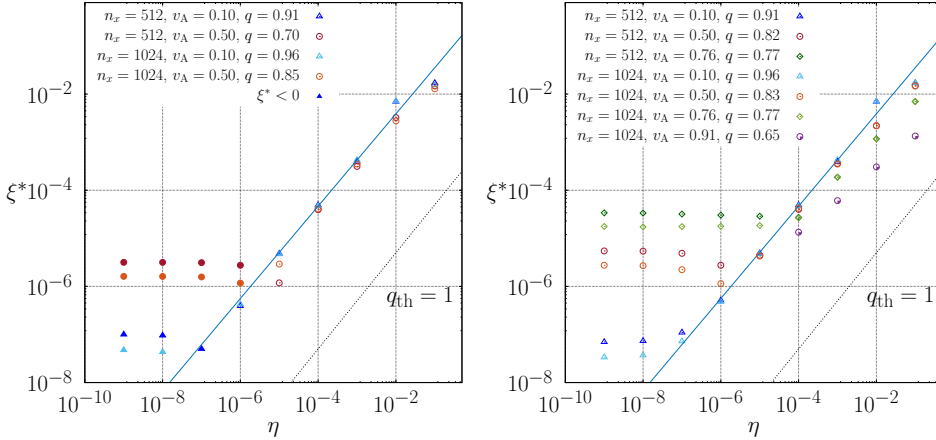 n_x = 512, v_A = 0.10, q = 0.91
n_x = 512, v_A = 0.50, q = 0.70
n_x = 1024, v_A = 0.10, q = 0.96
n_x = 1024, v_A = 0.50, q = 0.85
ξ* < 0
10^−2
10^−4
ξ*
10^−6
q_th = 1
10^−8
10^−10 10^−8 10^−6 10^−4 10^−2
η
n_x = 512, v_A = 0.10, q = 0.91
n_x = 512, v_A = 0.50, q = 0.82
n_x = 512, v_A = 0.76, q = 0.77
n_x = 1024, v_A = 0.10, q = 0.96
n_x = 1024, v_A = 0.50, q = 0.83
n_x = 1024, v_A = 0.76, q = 0.77
n_x = 1024, v_A = 0.91, q = 0.65
10^−2
10^−4
ξ*
10^−6
q_th = 1
10^−8
10^−10 10^−8 10^−6 10^−4 10^−2
η